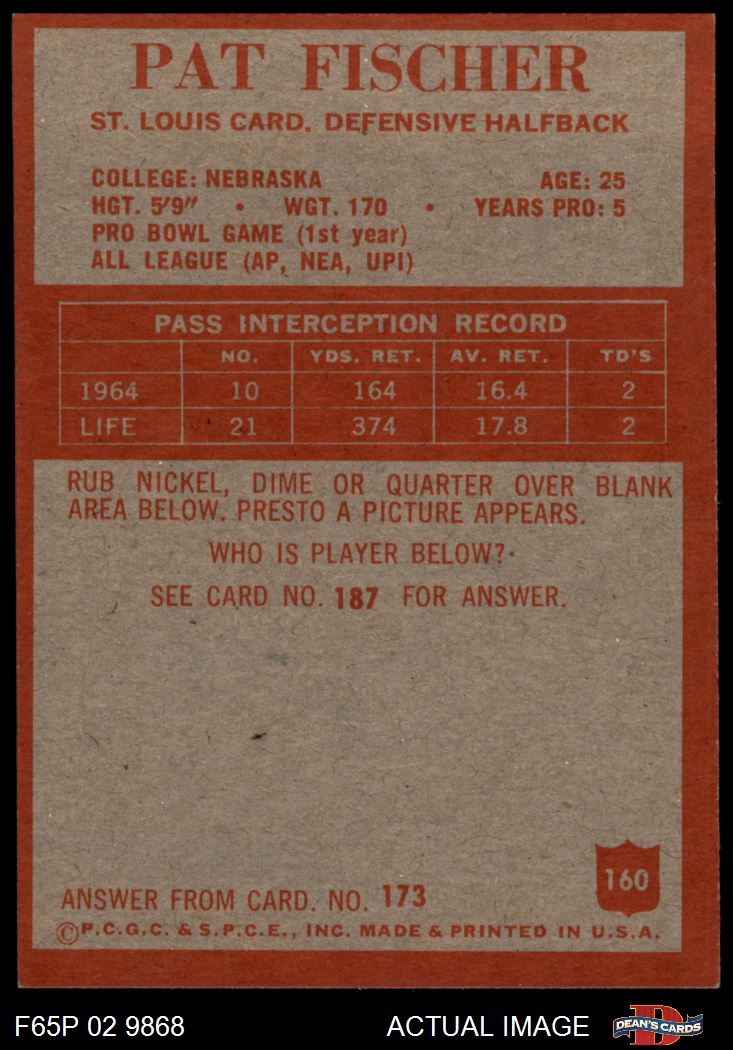 PAT FISCHER
ST. LOUIS CARD. DEFENSIVE HALFBACK
COLLEGE: NEBRASKA AGE: 25
HGT. 5'9" • WGT. 170 • YEARS PRO: 5
PRO BOWL GAME (1st year)
ALL LEAGUE (AP, NEA, UPI)
PASS INTERCEPTION RECORD
NO. YDS. RET. AV. RET. TD'S
1964 10 164 16.4 2
LIFE 21 374 17.8 2
RUB NICKEL, DIME OR QUARTER OVER BLANK
AREA BELOW. PRESTO A PICTURE APPEARS.
WHO IS PLAYER BELOW?
SEE CARD NO. 187 FOR ANSWER.
160
ANSWER FROM CARD. NO. 173
©P.C.G.C. & S.P.C.E., INC. MADE & PRINTED IN U.S.A.
F65P 02 9868 ACTUAL IMAGE DEAN'S CARDS